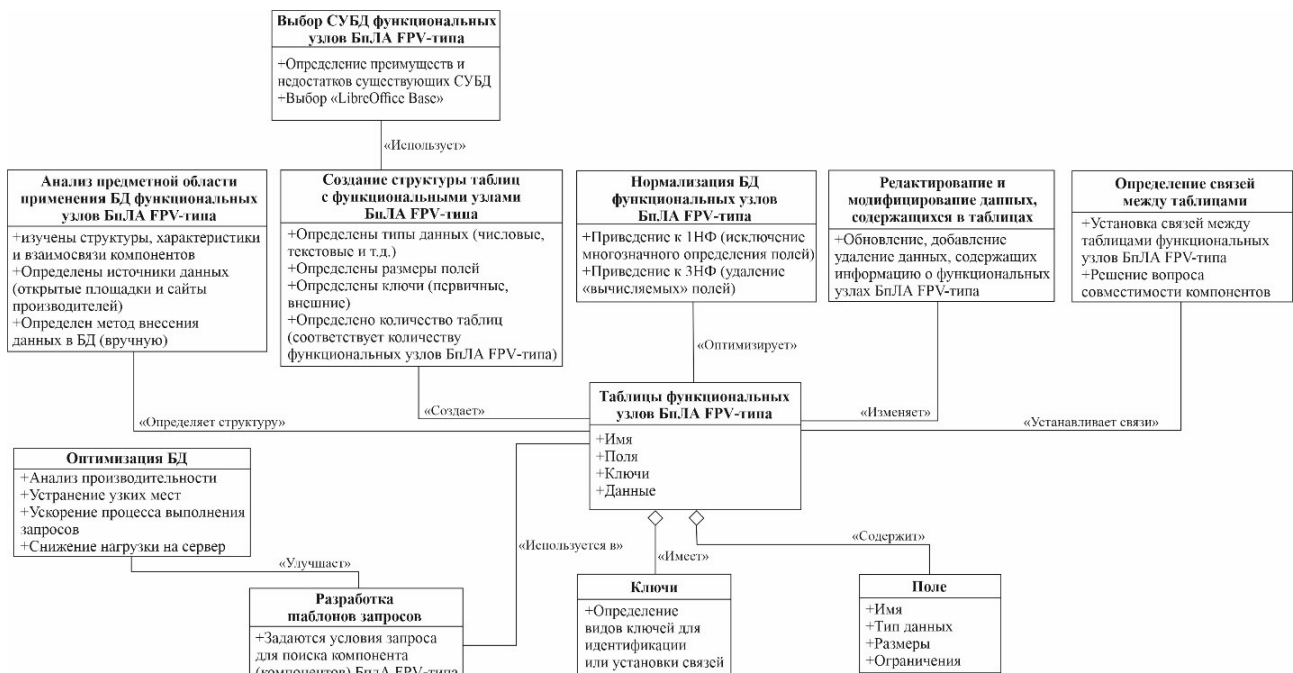 Выбор СУБД функциональных
узлов БпЛА FPV-типа
+Определение преимуществ и
недостатков существующих СУБД
+Выбор «LibreOffice Base»
«Использует»
Анализ предметной области
применения БД функциональных
узлов БпЛА FPV-типа
+изучены структуры, характеристики
и взаимосвязи компонентов
+Определены источники данных
(открытые площадки и сайты
производителей)
+Определен метод внесения
данных в БД (вручную)
Создание структуры таблиц
с функциональными узлами
БпЛА FPV-типа
+Определены типы данных (числовые,
текстовые и т.д.)
+Определены размеры полей
+Определены ключи (первичные,
внешние)
+Определено количество таблиц
(соответствует количеству
функциональных узлов БпЛА FPV-типа)
Нормализация БД
функциональных узлов
БпЛА FPV-типа
+Приведение к 1НФ (исключение
многозначного определения полей)
+Приведение к 3НФ (удаление
«вычисляемых» полей)
Редактирование и
модифицирование данных,
содержащихся в таблицах
+Обновление, добавление
удаление данных, содержащих
информацию о функциональных
узлах БпЛА FPV-типа
Определение связей
между таблицами
+Установка связей между
таблицами функциональных
узлов БпЛА FPV-типа
+Решение вопроса
совместимости компонентов
«Оптимизирует»
«Определяет структуру»
«Создает»
Таблицы функциональных
узлов БпЛА FPV-типа
+Имя
+Поля
+Ключи
+Данные
«Изменяет»
«Устанавливает связи»
Оптимизация БД
+Анализ производительности
+Устранение узких мест
+Ускорение процесса выполнения
запросов
+Снижение нагрузки на сервер
«Улучшает»
«Используется в»
«Имеет»
«Содержит»
Разработка
шаблонов запросов
+Задаются условия запроса
для поиска компонента
(компонентов) БпЛА FPV-типа
Ключи
+Определение
видов ключей для
идентификации
или установки связей
Поле
+Имя
+Тип данных
+Размеры
+Ограничения